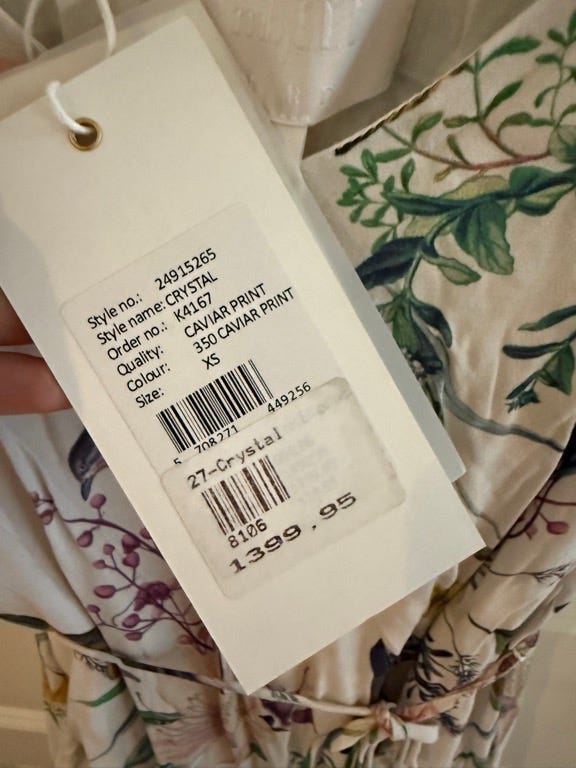 Style no.: 24915265
Style name: CRYSTAL
Order no.: K4167
Quality: CAVIAR PRINT
Colour: 350 CAVIAR PRINT
Size: XS
5 708271 449256
27-Crystal
8106
1399.95